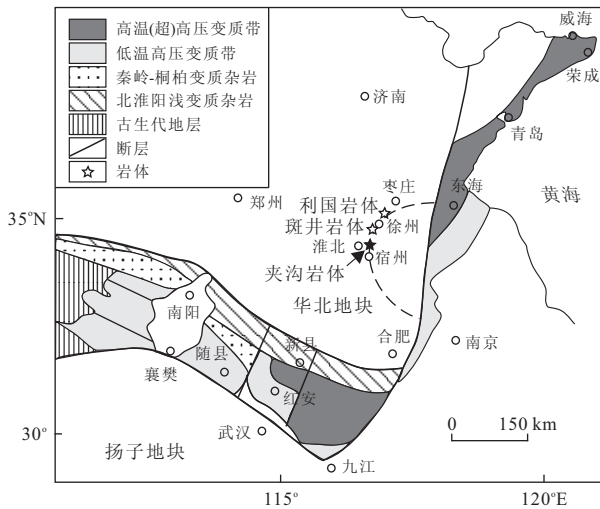 高温(超)高压变质带
低温高压变质带
秦岭-桐柏变质杂岩
北淮阳浅变质杂岩
古生代地层
断层
岩体
威海
荣成
济南
青岛
枣庄
黄海
郑州
利国岩体
东海
35°N
斑井岩体
徐州
淮北
宿州
夹沟岩体
华北地块
南阳
合肥
南京
新县
随县
襄樊
红安
0 150 km
武汉
30°
扬子地块
九江
115°
120°E